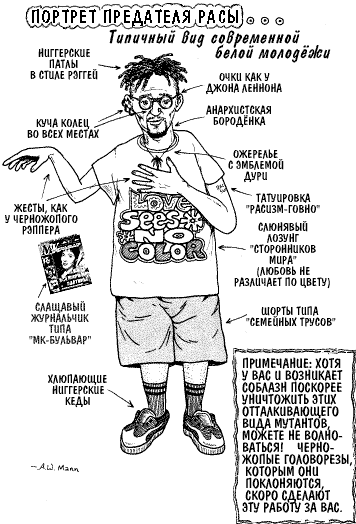 ПОРТРЕТ ПРЕДАТЕЛЯ РАСЫ...
Типичный вид современной
белой молодёжи
НИГГЕРСКИЕ
ПАТЛЫ
В СТИЛЕ РЭГГЕЙ
ОЧКИ КАК У
ДЖОНА ЛЕННОНА
АНАРХИСТСКАЯ
БОРОДЁНКА
КУЧА КОЛЕЦ
ВО ВСЕХ МЕСТАХ
ОЖЕРЕЛЬЕ
С ЭМБЛЕМОЙ
ДУРИ
ЖЕСТЫ, КАК
У ЧЕРНОЖОПОГО
РЭППЕРА
ТАТУИРОВКА
"РАСИЗМ-ГОВНО"
LOVE
SEES
NO
COLOR
СЛЮНЯВЫЙ
ЛОЗУНГ
"СТОРОННИКОВ
МИРА"
(ЛЮБОВЬ НЕ
РАЗЛИЧАЕТ ПО ЦВЕТУ)
СЛАЩАВЫЙ
ЖУРНАЛЬЧИК
ТИПА
"МК-БУЛЬВАР"
ШОРТЫ ТИПА
"СЕМЕЙНЫХ ТРУСОВ"
ХЛЮПАЮЩИЕ
НИГГЕРСКИЕ
КЕДЫ
ПРИМЕЧАНИЕ: ХОТЯ
У ВАС И ВОЗНИКАЕТ
СОБЛАЗН ПОСКОРЕЕ
УНИЧТОЖИТЬ ЭТИХ
ОТТАЛКИВАЮЩЕГО
ВИДА МУТАНТОВ,
МОЖЕТЕ НЕ ВОЛНО-
ВАТЬСЯ! ЧЕРНО-
ЖОПЫЕ ГОЛОВОРЕЗЫ,
КОТОРЫМ ОНИ
ПОКЛОНЯЮТСЯ,
СКОРО СДЕЛАЮТ
ЭТУ РАБОТУ ЗА ВАС.
—A.W. Mann